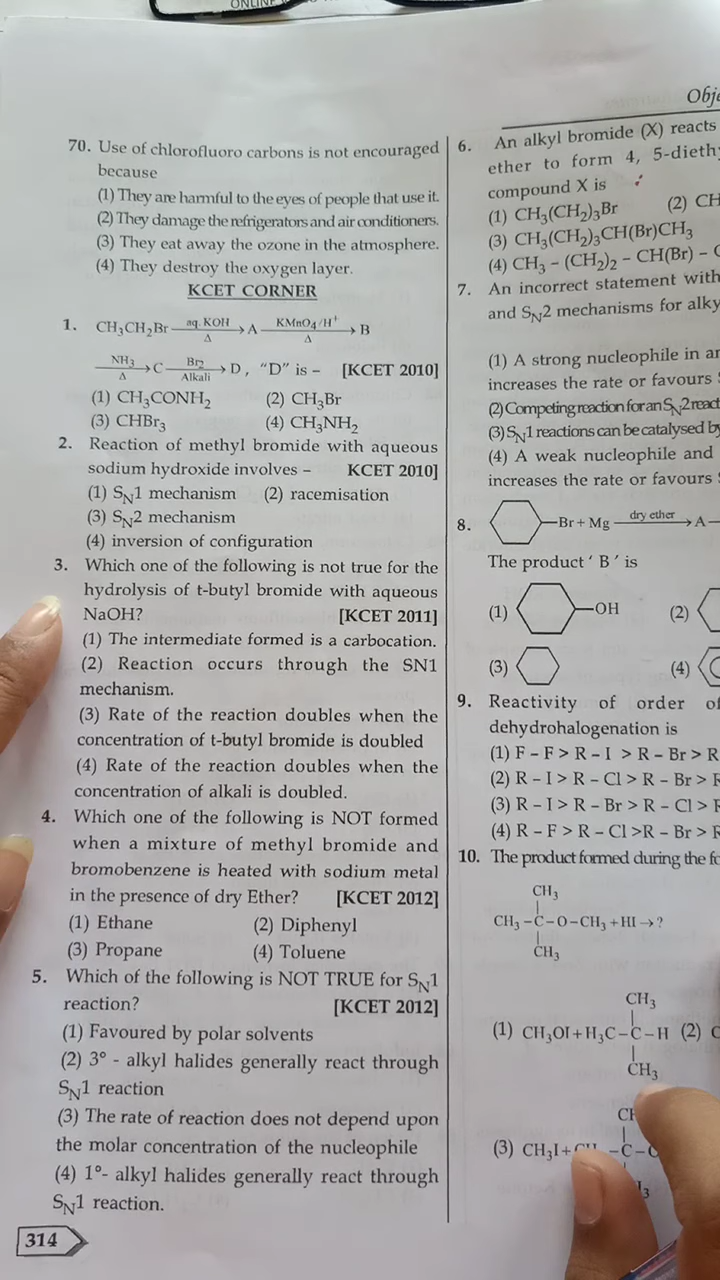 ONLINE
70. Use of chlorofluoro carbons is not encouraged
because
(1) They are harmful to the eyes of people that use it.
(2) They damage the refrigerators and air conditioners.
(3) They eat away the ozone in the atmosphere.
(4) They destroy the oxygen layer.
KCET CORNER
1. CH₃CH₂Br —aq. KOH/Δ→ A —KMnO₄/H⁺/Δ→ B
—NH₃/Δ→ C —Br₂/Alkali→ D, "D" is – [KCET 2010]
(1) CH₃CONH₂ (2) CH₃Br
(3) CHBr₃ (4) CH₃NH₂
2. Reaction of methyl bromide with aqueous
sodium hydroxide involves – KCET 2010]
(1) S_N1 mechanism (2) racemisation
(3) S_N2 mechanism
(4) inversion of configuration
3. Which one of the following is not true for the
hydrolysis of t-butyl bromide with aqueous
NaOH? [KCET 2011]
(1) The intermediate formed is a carbocation.
(2) Reaction occurs through the SN1
mechanism.
(3) Rate of the reaction doubles when the
concentration of t-butyl bromide is doubled
(4) Rate of the reaction doubles when the
concentration of alkali is doubled.
4. Which one of the following is NOT formed
when a mixture of methyl bromide and
bromobenzene is heated with sodium metal
in the presence of dry Ether? [KCET 2012]
(1) Ethane (2) Diphenyl
(3) Propane (4) Toluene
5. Which of the following is NOT TRUE for S_N1
reaction? [KCET 2012]
(1) Favoured by polar solvents
(2) 3° - alkyl halides generally react through
S_N1 reaction
(3) The rate of reaction does not depend upon
the molar concentration of the nucleophile
(4) 1°- alkyl halides generally react through
S_N1 reaction.
314
Obje
6. An alkyl bromide (X) reacts
ether to form 4, 5-diethy
compound X is
(1) CH₃(CH₂)₃Br (2) CH
(3) CH₃(CH₂)₃CH(Br)CH₃
(4) CH₃ – (CH₂)₂ – CH(Br) –
7. An incorrect statement with
and S_N2 mechanisms for alky
(1) A strong nucleophile in
increases the rate or favours
(2) Competing reaction for an S_N2 react
(3) S_N1 reactions can be catalysed by
(4) A weak nucleophile and
increases the rate or favours
8. –Br + Mg —dry ether→ A –
The product ' B ' is
(1) –OH (2)
(3) (4)
9. Reactivity of order of
dehydrohalogenation is
(1) F – F > R – I > R – Br > R
(2) R – I > R – Cl > R – Br >
(3) R – I > R – Br > R – Cl >
(4) R – F > R – Cl >R – Br >
10. The product formed during the fo
CH₃
CH₃ –C–O–CH₃ +HI →?
CH₃
CH₃
(1) CH₃OI+H₃C–C–H (2)
CH₃
(3) CH₃I+ –C–